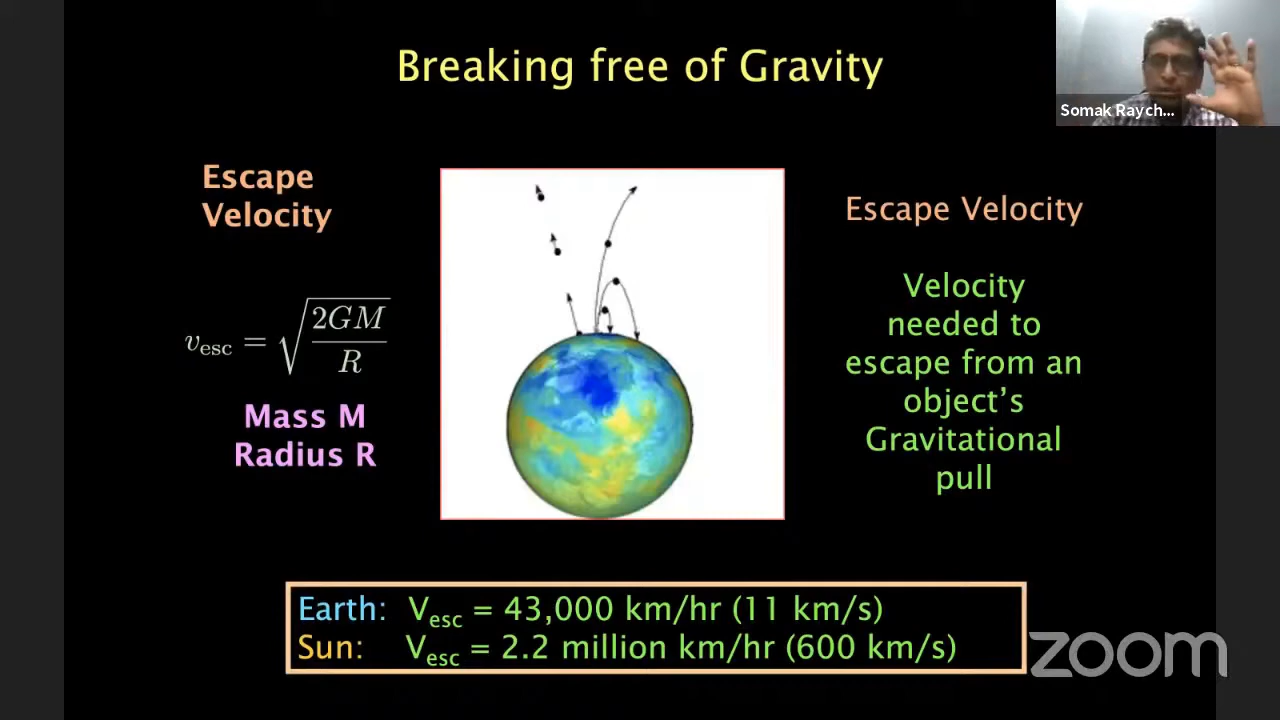 Breaking free of Gravity
Somak Raych...
Escape
Velocity
v_esc = √(2GM/R)
Mass M
Radius R
Escape Velocity
Velocity
needed to
escape from an
object's
Gravitational
pull
Earth: V_esc = 43,000 km/hr (11 km/s)
Sun: V_esc = 2.2 million km/hr (600 km/s)
zoom